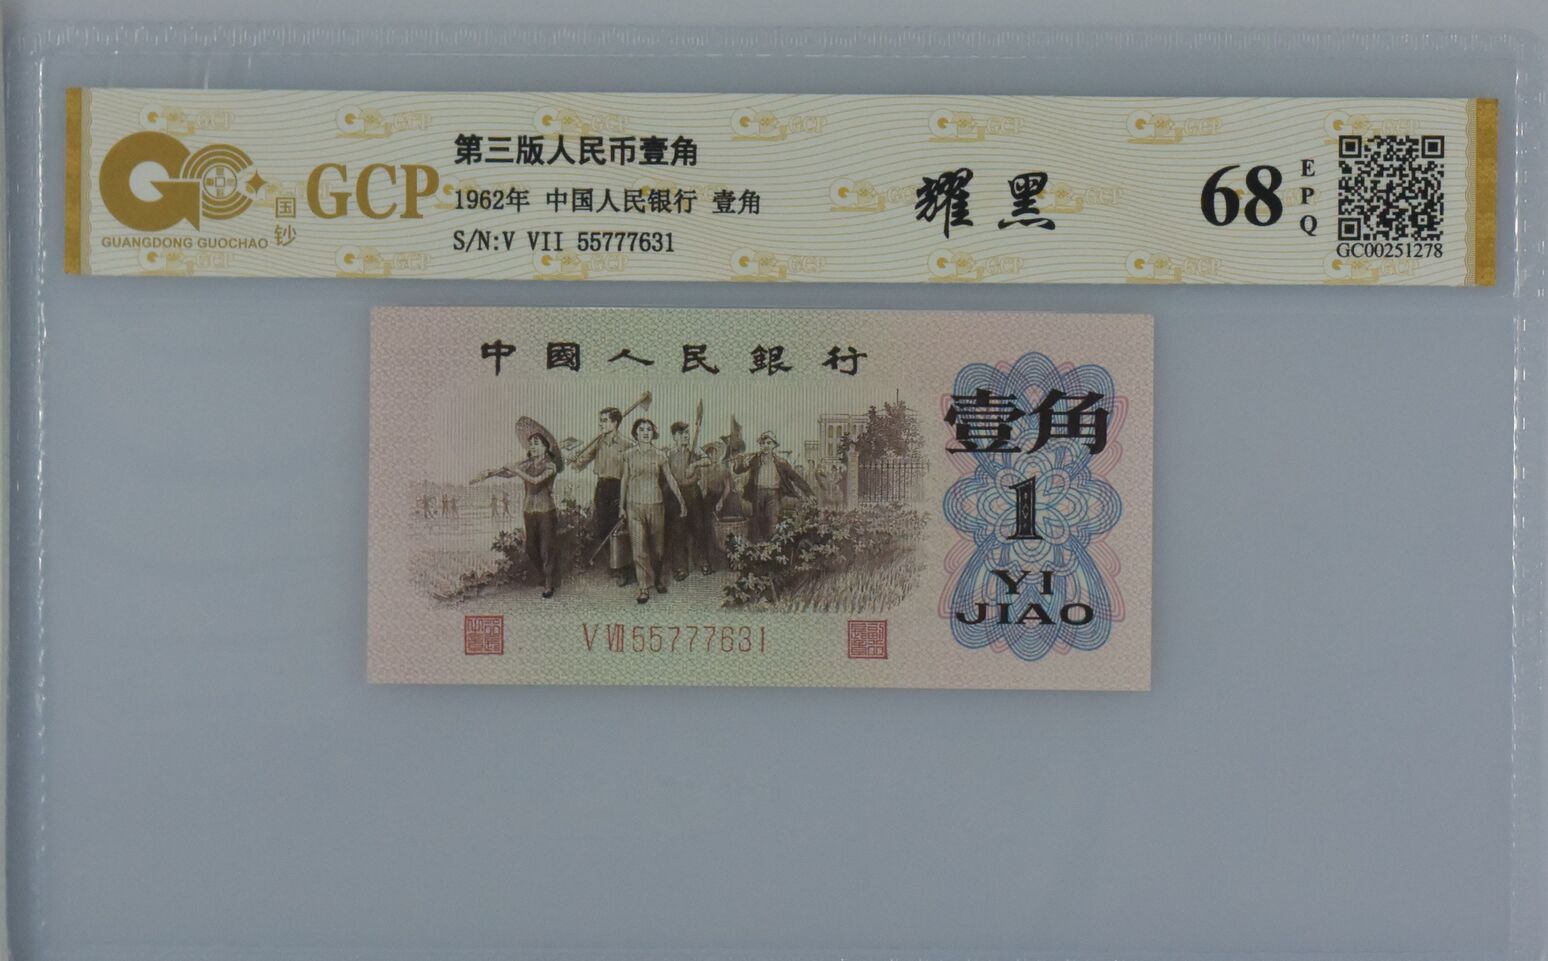 GUANGDONG GUOCHAO
国钞
GCP
第三版人民币壹角
1962年 中国人民银行 壹角
S/N:V VII 55777631
耀黑
68
EPQ
GC00251278
中國人民銀行
壹角
1
YI
JIAO
V VII 55777631